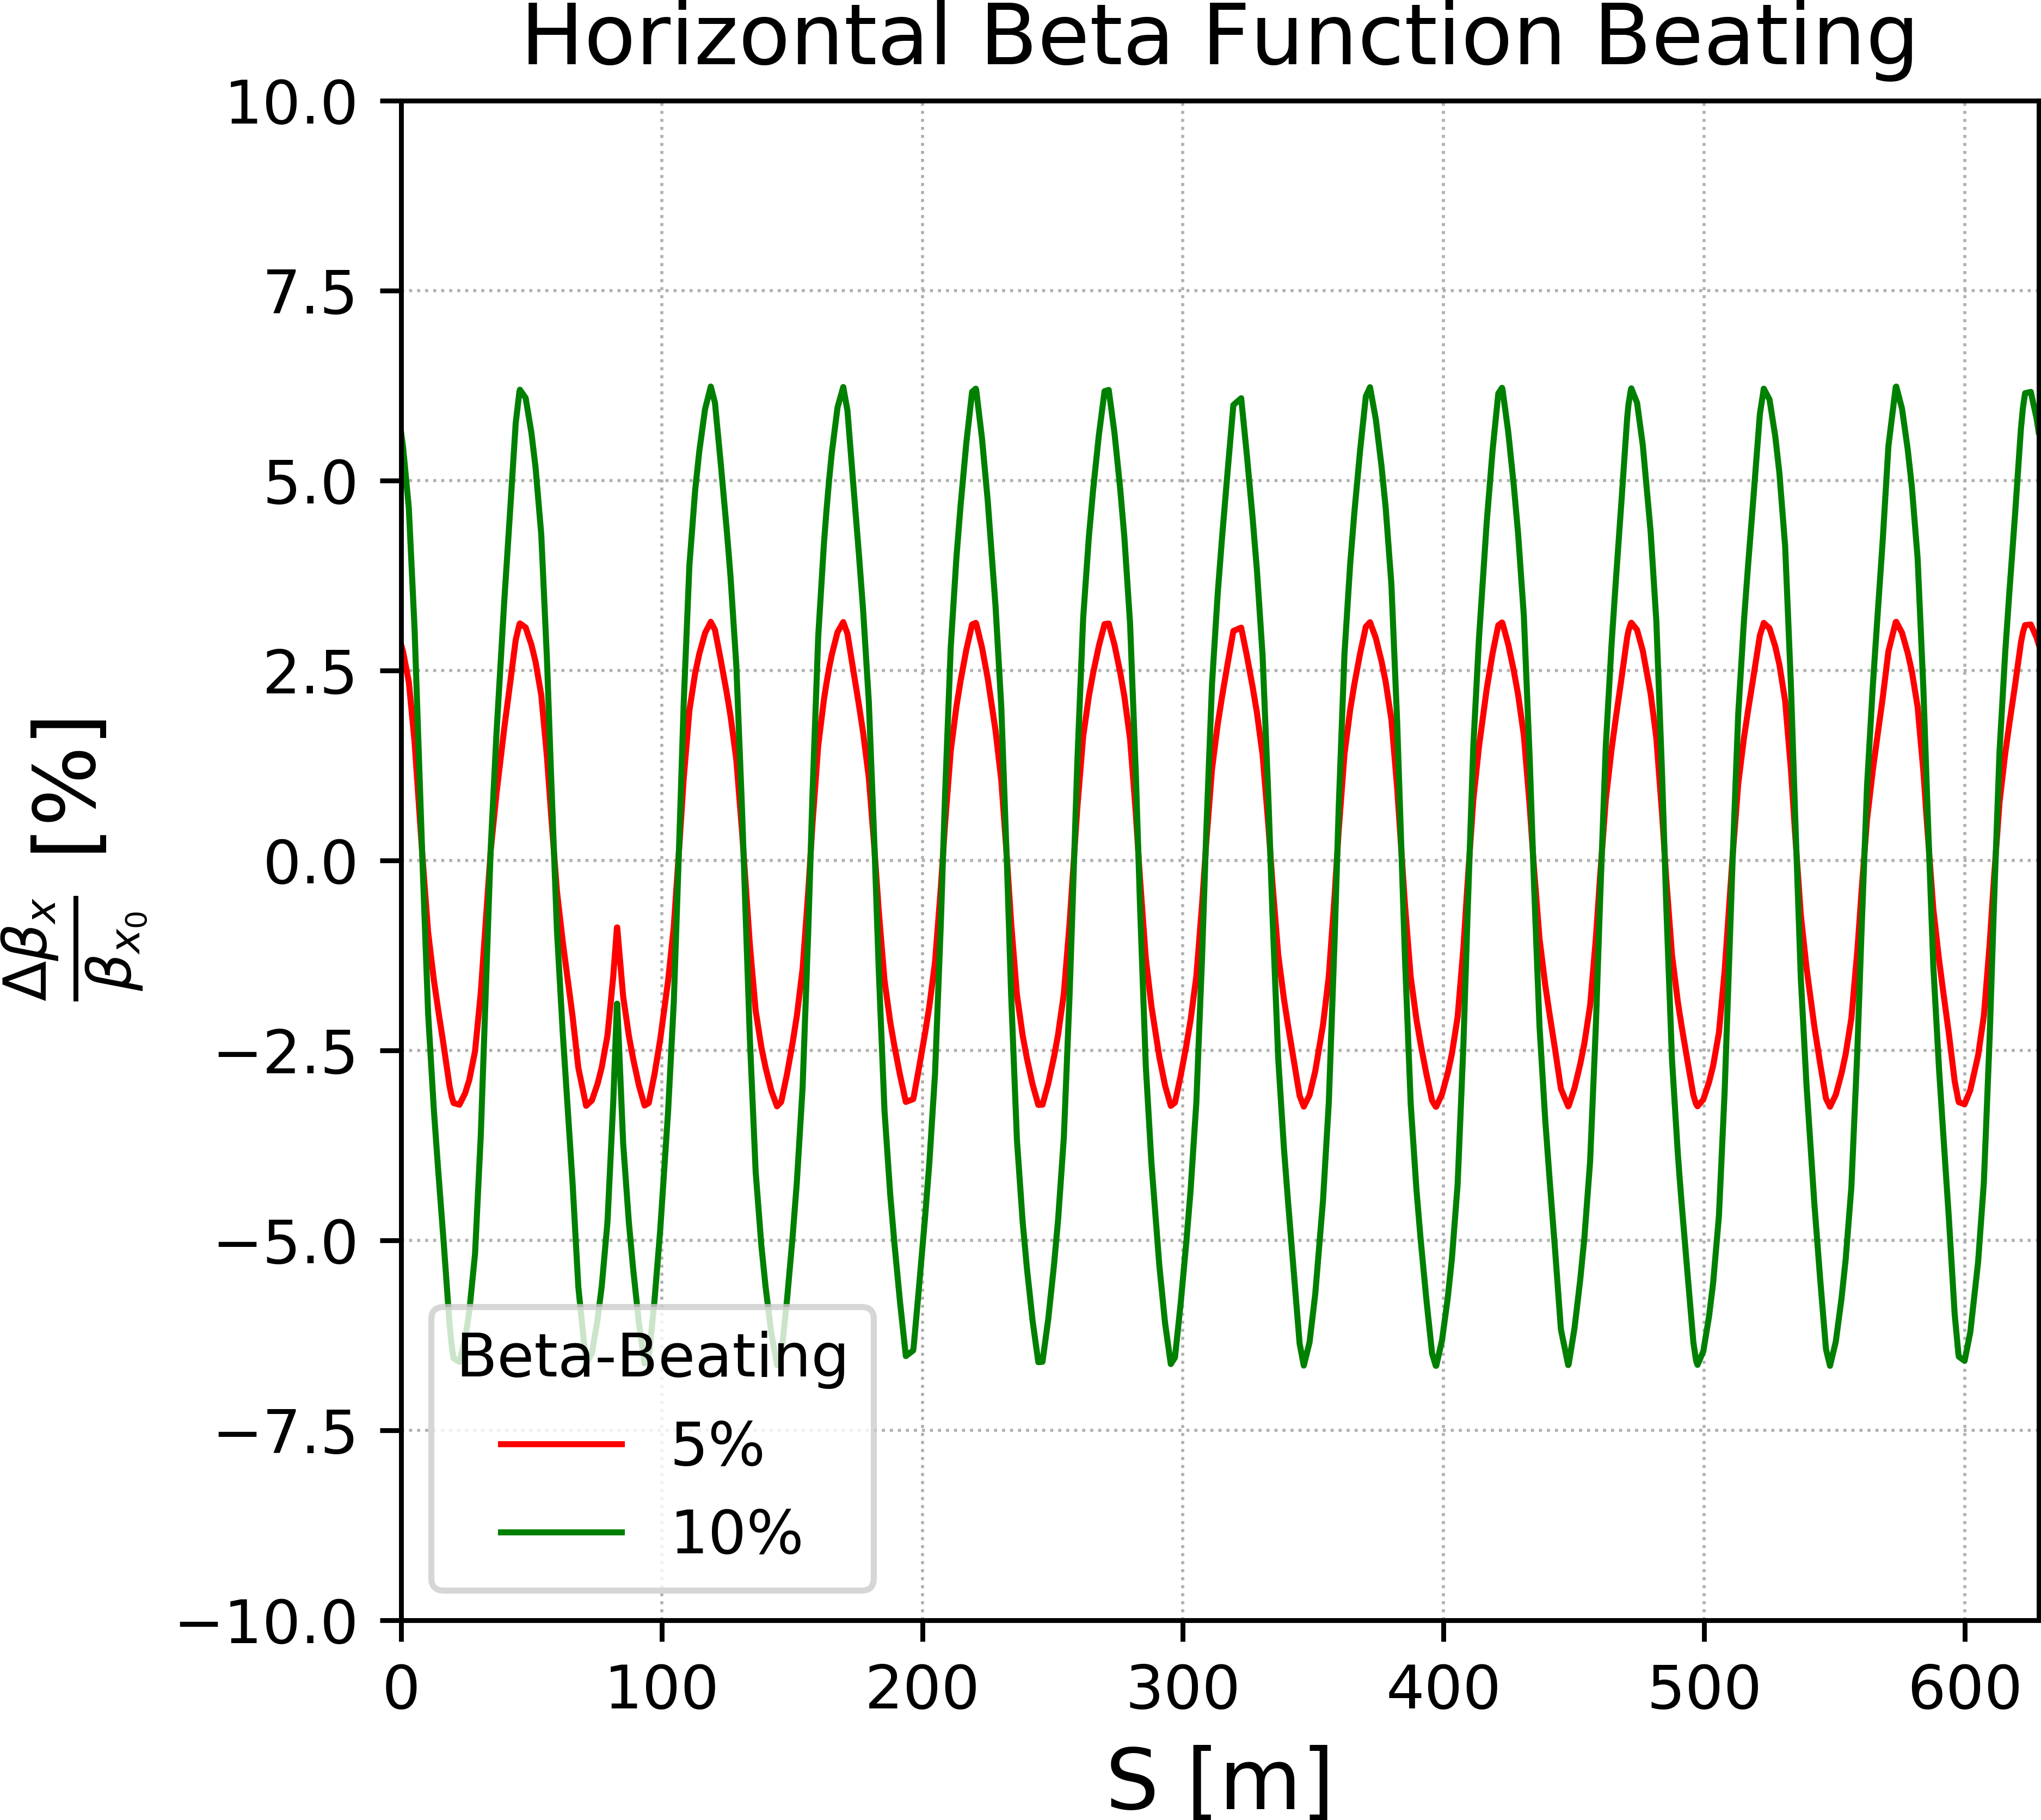 Horizontal Beta Function Beating
10.0
7.5
5.0
2.5
0.0
−2.5
−5.0
−7.5
−10.0
Δβx / βx0 [%]
Beta-Beating
5%
10%
0 100 200 300 400 500 600
S [m]